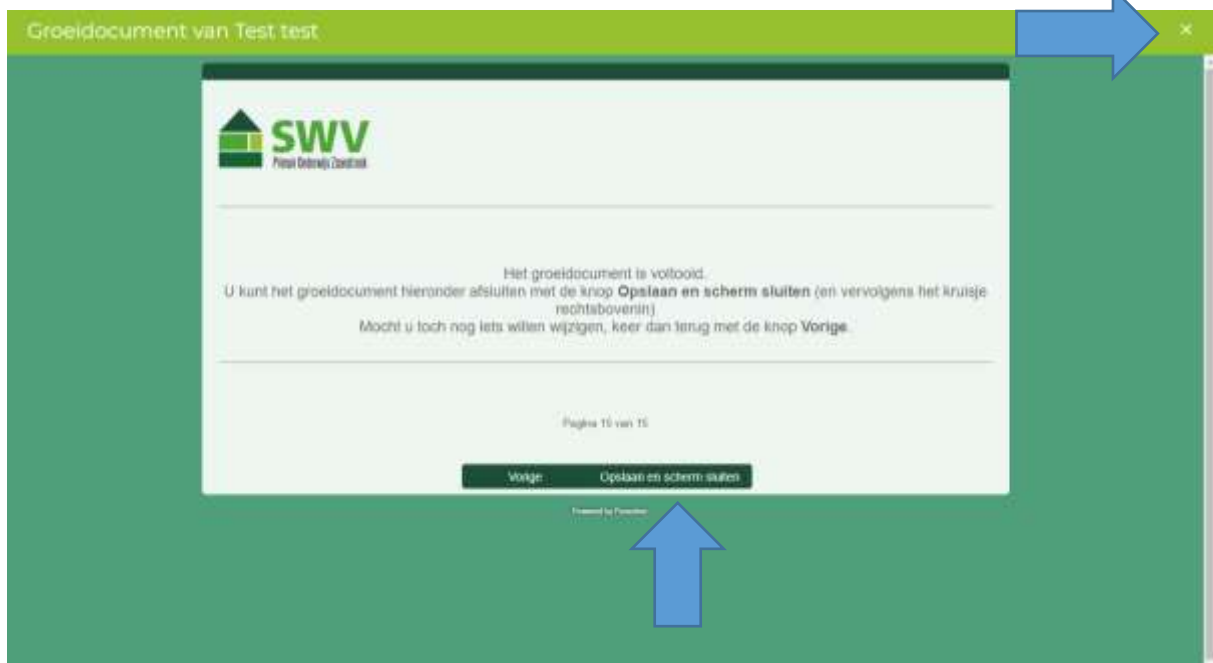 Groeidocument van Test test
×
SWV
Het groeidocument is voltooid.
U kunt het groeidocument hieronder afsluiten met de knop Opslaan en scherm sluiten (en vervolgens het kruisje
rechtsbovenin)
Mocht u toch nog iets willen wijzigen, keer dan terug met de knop Vorige.
Pagina 15 van 15
Vorige Opslaan en scherm sluiten
Powered by